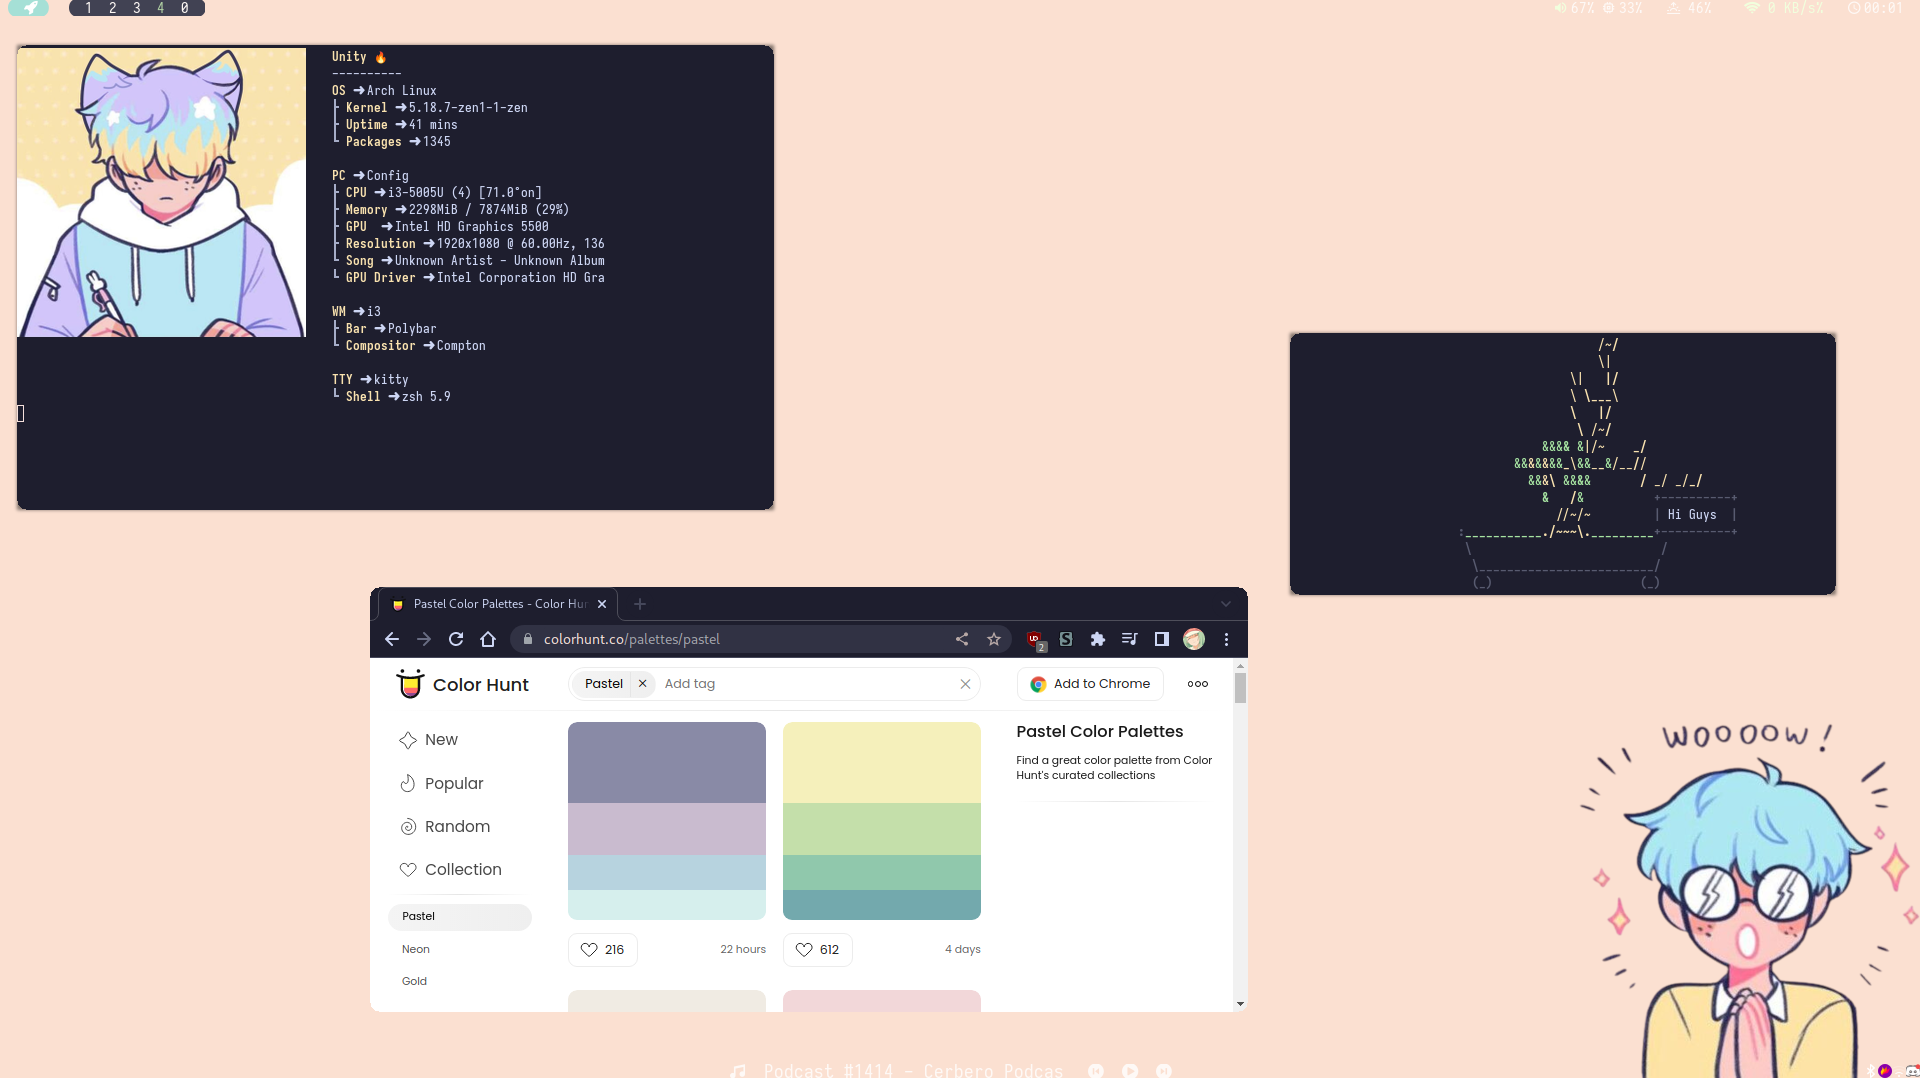 1 2 3 4 0
67% 33% 46% 0 KB/s% 00:01
Unity 🔥
----------
OS ➜Arch Linux
├ Kernel ➜5.18.7-zen1-1-zen
├ Uptime ➜41 mins
└ Packages ➜1345
PC ➜Config
├ CPU ➜i3-5005U (4) [71.0°on]
├ Memory ➜2298MiB / 7874MiB (29%)
├ GPU ➜Intel HD Graphics 5500
├ Resolution ➜1920x1080 @ 60.00Hz, 136
└ Song ➜Unknown Artist - Unknown Album
└ GPU Driver ➜Intel Corporation HD Gra
WM ➜i3
├ Bar ➜Polybar
└ Compositor ➜Compton
TTY ➜kitty
└ Shell ➜zsh 5.9
Hi Guys
Pastel Color Palettes - Color Hu
colorhunt.co/palettes/pastel
2
Color Hunt
Pastel × Add tag
Add to Chrome
New
Popular
Random
Collection
Pastel
Neon
Gold
216 22 hours
612 4 days
Pastel Color Palettes
Find a great color palette from Color
Hunt's curated collections
WOOOOW!
Podcast #1414 - Cerbero Podcas